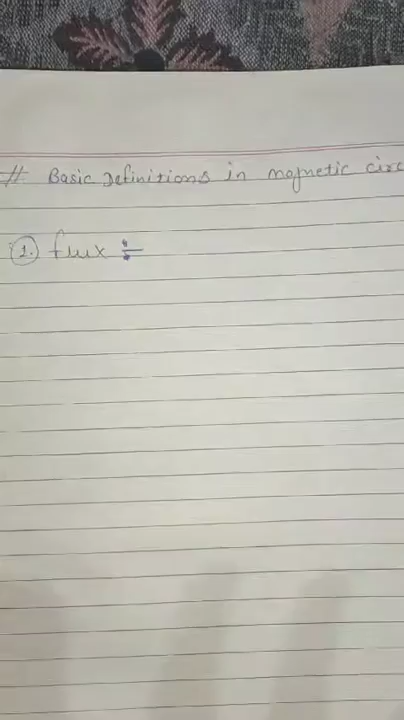 # Basic Definitions in magnetic circ
1. flux :-